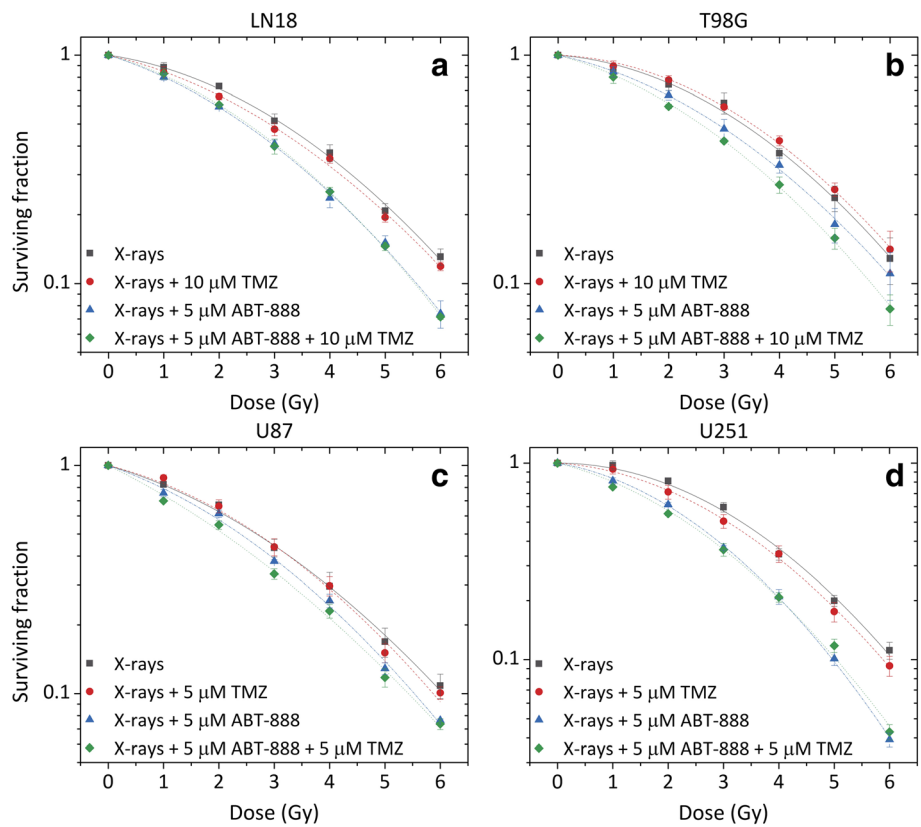 LN18
a
1
0.1
Surviving fraction
X-rays
X-rays + 10 μM TMZ
X-rays + 5 μM ABT-888
X-rays + 5 μM ABT-888 + 10 μM TMZ
0 1 2 3 4 5 6
Dose (Gy)
T98G
b
1
0.1
X-rays
X-rays + 10 μM TMZ
X-rays + 5 μM ABT-888
X-rays + 5 μM ABT-888 + 10 μM TMZ
0 1 2 3 4 5 6
Dose (Gy)
U87
c
1
0.1
Surviving fraction
X-rays
X-rays + 5 μM TMZ
X-rays + 5 μM ABT-888
X-rays + 5 μM ABT-888 + 5 μM TMZ
0 1 2 3 4 5 6
Dose (Gy)
U251
d
1
0.1
X-rays
X-rays + 5 μM TMZ
X-rays + 5 μM ABT-888
X-rays + 5 μM ABT-888 + 5 μM TMZ
0 1 2 3 4 5 6
Dose (Gy)